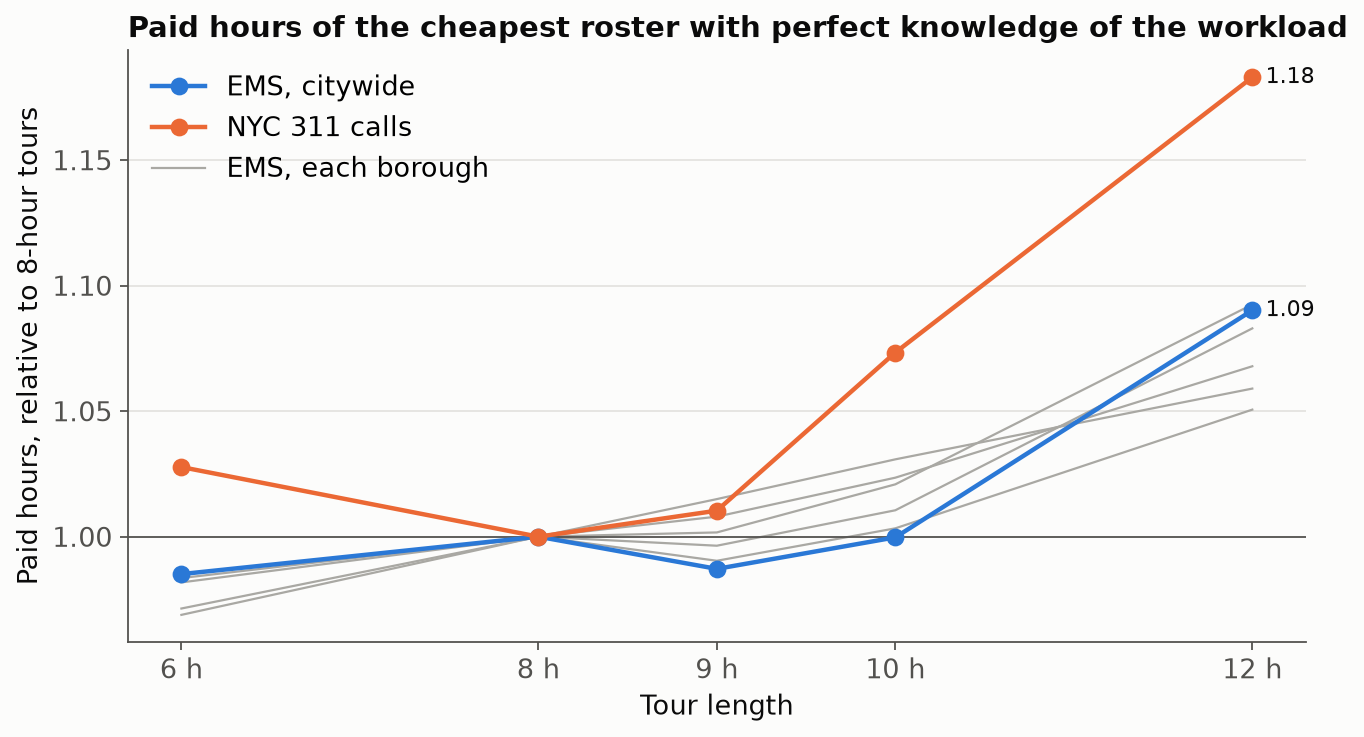 Paid hours of the cheapest roster with perfect knowledge of the workload
EMS, citywide
NYC 311 calls
EMS, each borough
1.18
1.09
Paid hours, relative to 8-hour tours
1.15
1.10
1.05
1.00
6 h
8 h
9 h
10 h
12 h
Tour length